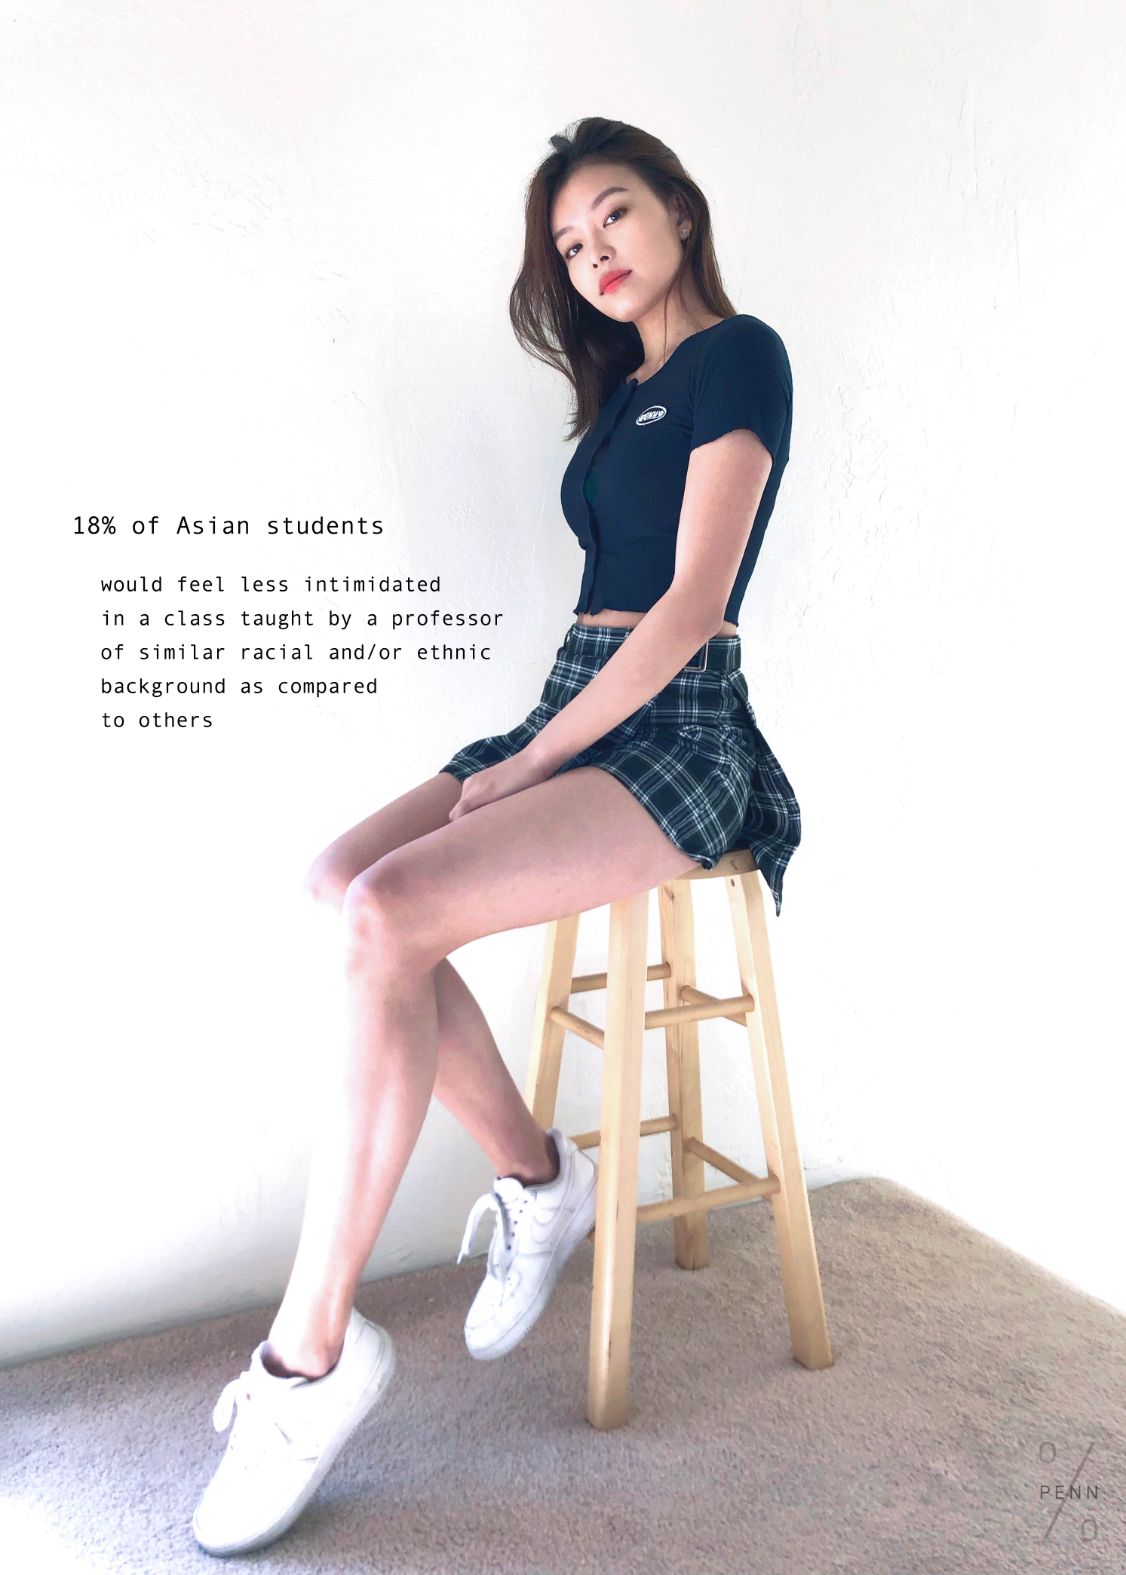 18% of Asian students
would feel less intimidated
in a class taught by a professor
of similar racial and/or ethnic
background as compared
to others
%
PENN